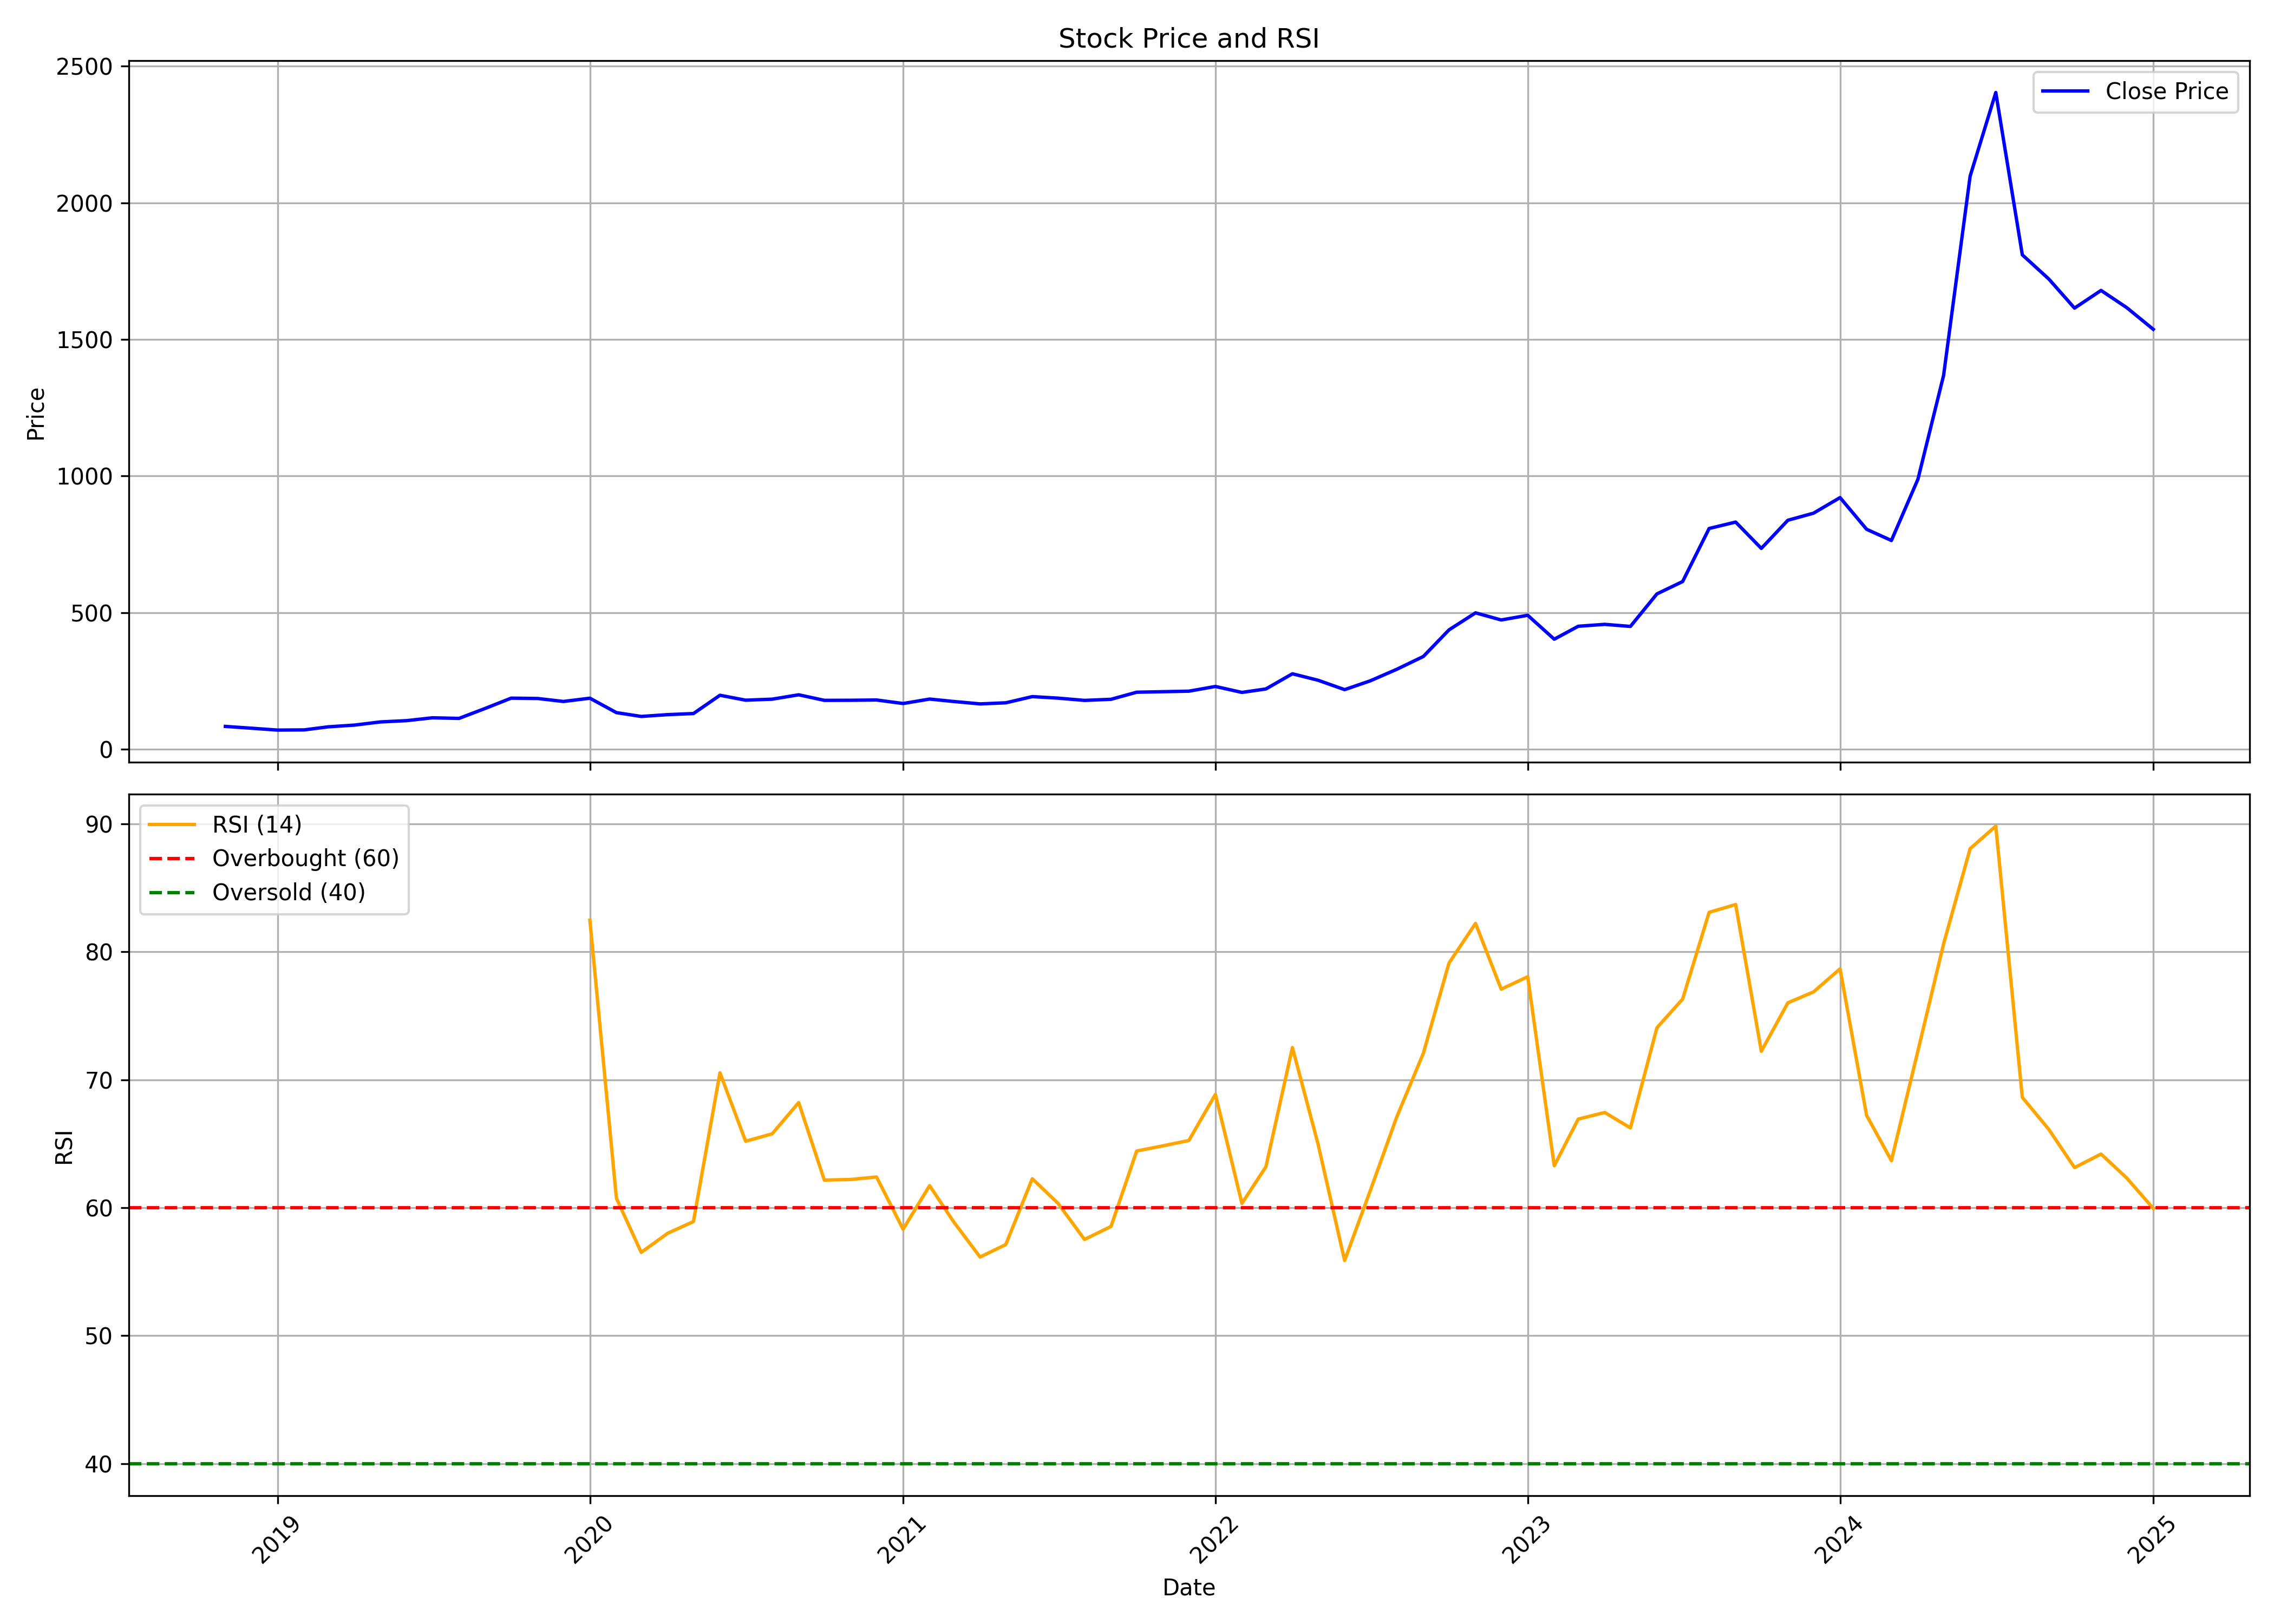 Stock Price and RSI
2500
2000
1500
1000
500
0
Price
Close Price
90
80
70
60
50
40
RSI
RSI (14)
Overbought (60)
Oversold (40)
2019
2020
2021
2022
2023
2024
2025
Date